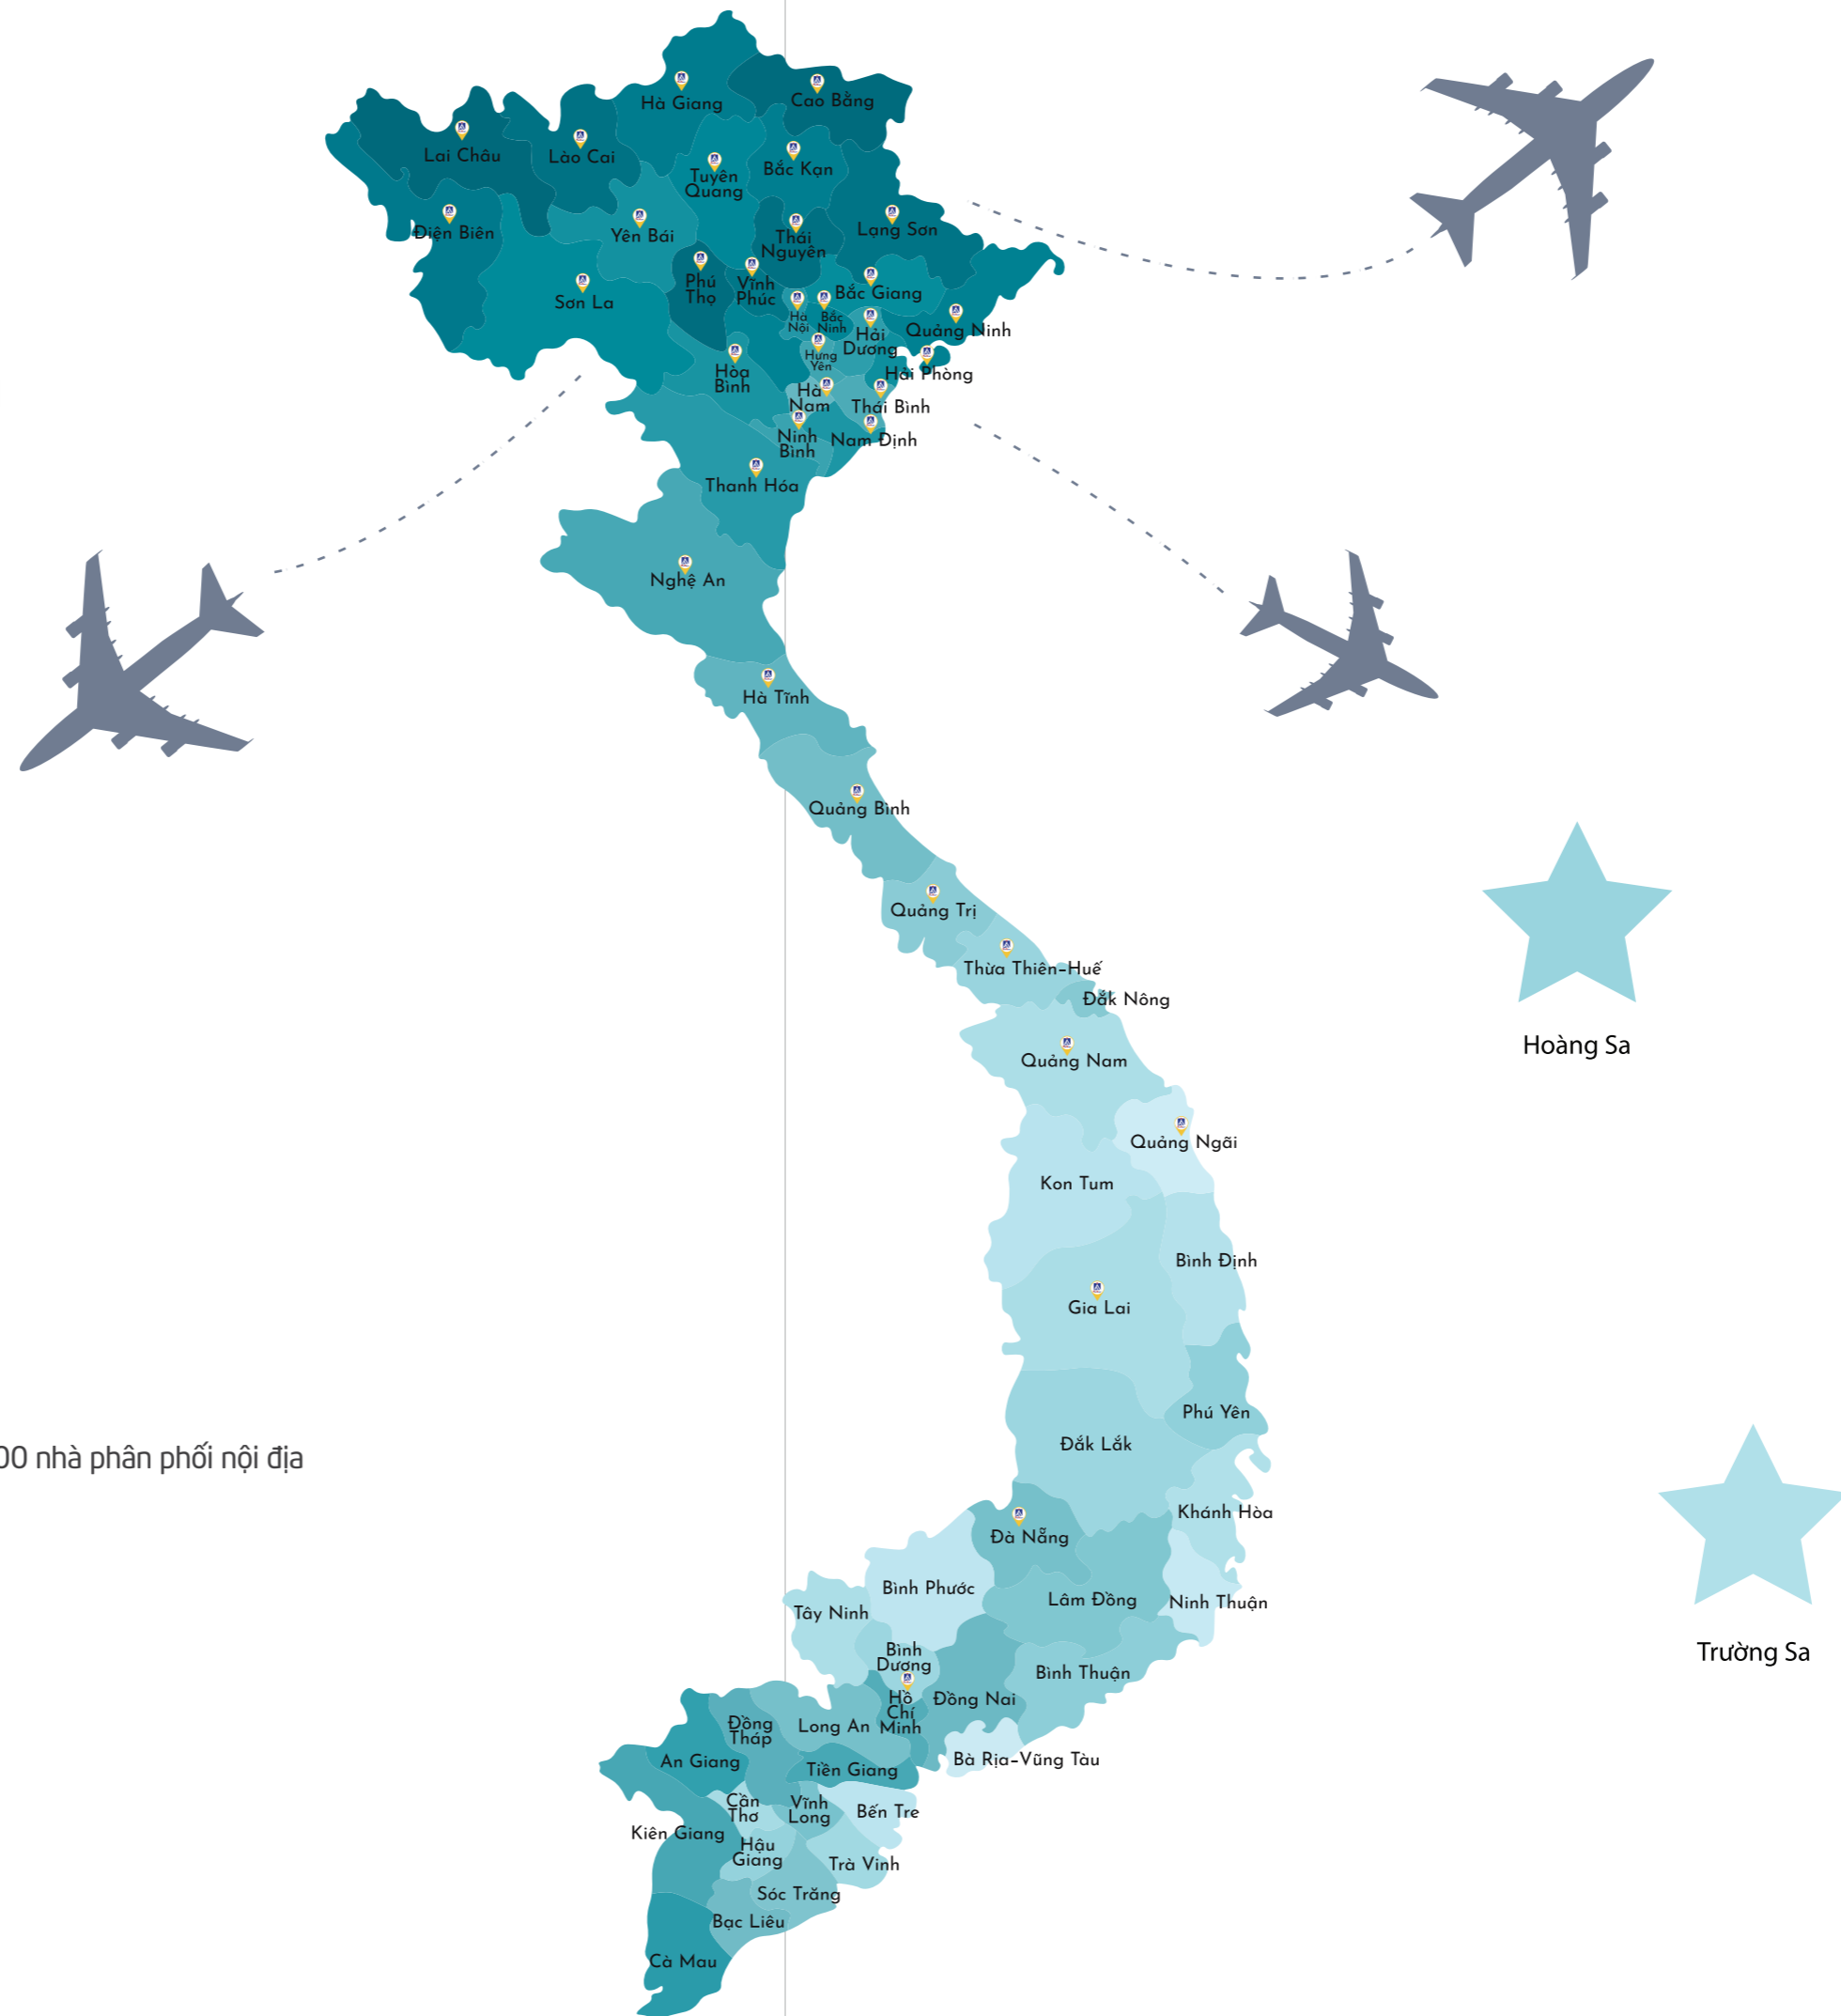 Hà Giang
Cao Bằng
Lai Châu
Lào Cai
Bắc Kạn
Tuyên
Quang
Điện Biên
Yên Bái
Thái
Nguyên
Lạng Sơn
Sơn La
Phú
Thọ
Vĩnh
Phúc
Bắc Giang
Hà
Nội
Bắc
Ninh
Hải
Dương
Quảng Ninh
Hưng
Yên
Hòa
Bình
Hải Phòng
Hà
Nam
Thái Bình
Ninh
Bình
Nam Định
Thanh Hóa
Nghệ An
Hà Tĩnh
Quảng Bình
Quảng Trị
Thừa Thiên-Huế
Đắk Nông
Hoàng Sa
Quảng Nam
Quảng Ngãi
Kon Tum
Bình Định
Gia Lai
Phú Yên
Đắk Lắk
00 nhà phân phối nội địa
Khánh Hòa
Đà Nẵng
Bình Phước
Lâm Đồng
Ninh Thuận
Tây Ninh
Trường Sa
Bình
Dương
Bình Thuận
Hồ
Chí
Minh
Đồng Nai
Đồng
Tháp
Long An
An Giang
Tiền Giang
Bà Rịa-Vũng Tàu
Cần
Thơ
Vĩnh
Long
Bến Tre
Kiên Giang
Hậu
Giang
Trà Vinh
Sóc Trăng
Bạc Liêu
Cà Mau